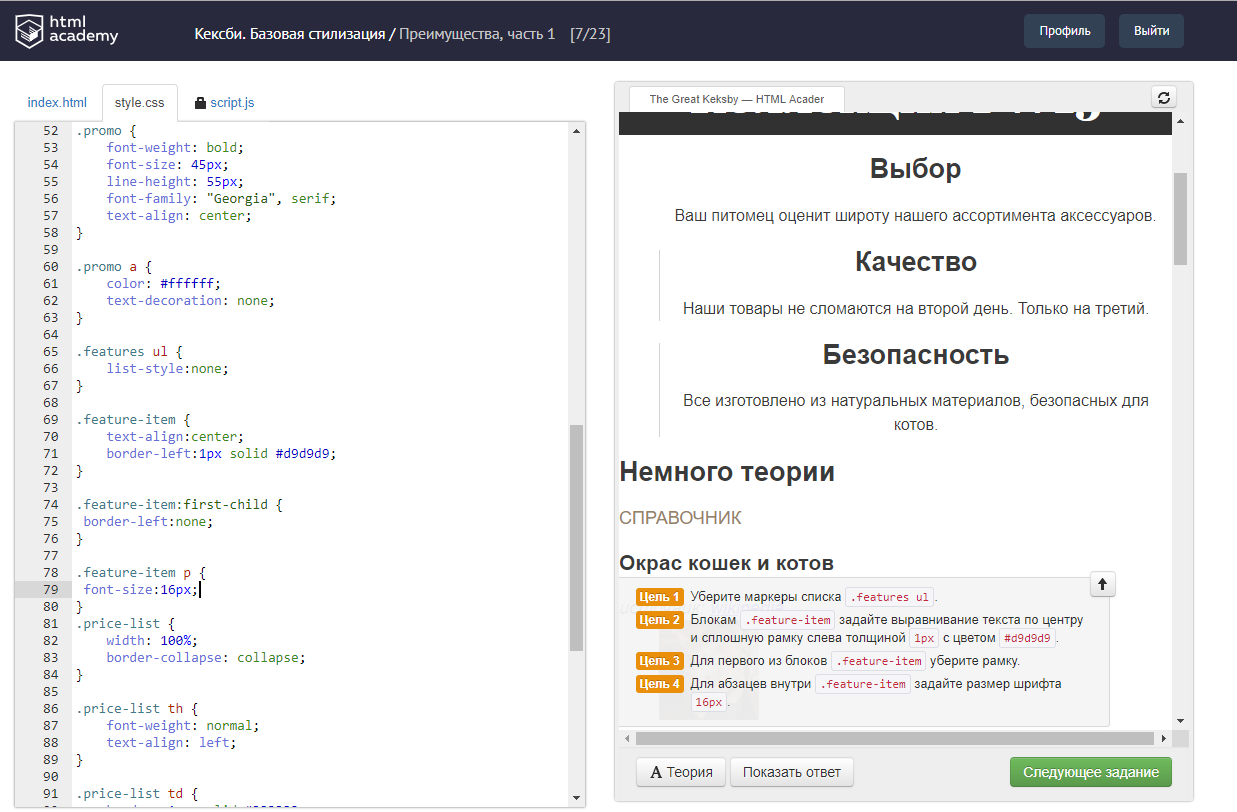 html
academy
Кексби. Базовая стилизация / Преимущества, часть 1 [7/23]
Профиль
Выйти
index.html
style.css
script.js
52 .promo {
53 font-weight: bold;
54 font-size: 45px;
55 line-height: 55px;
56 font-family: "Georgia", serif;
57 text-align: center;
58 }
59
60 .promo a {
61 color: #ffffff;
62 text-decoration: none;
63 }
64
65 .features ul {
66 list-style:none;
67 }
68
69 .feature-item {
70 text-align:center;
71 border-left:1px solid #d9d9d9;
72 }
73
74 .feature-item:first-child {
75 border-left:none;
76 }
77
78 .feature-item p {
79 font-size:16px;
80 }
81 .price-list {
82 width: 100%;
83 border-collapse: collapse;
84 }
85
86 .price-list th {
87 font-weight: normal;
88 text-align: left;
89 }
90
91 .price-list td {
The Great Keksby — HTML Acader
Выбор
Ваш питомец оценит широту нашего ассортимента аксессуаров.
Качество
Наши товары не сломаются на второй день. Только на третий.
Безопасность
Все изготовлено из натуральных материалов, безопасных для
котов.
Немного теории
СПРАВОЧНИК
Окрас кошек и котов
Цель 1 Уберите маркеры списка .features ul.
Цель 2 Блокам .feature-item задайте выравнивание текста по центру
и сплошную рамку слева толщиной 1px с цветом #d9d9d9.
Цель 3 Для первого из блоков .feature-item уберите рамку.
Цель 4 Для абзацев внутри .feature-item задайте размер шрифта
16px.
A Теория
Показать ответ
Следующее задание